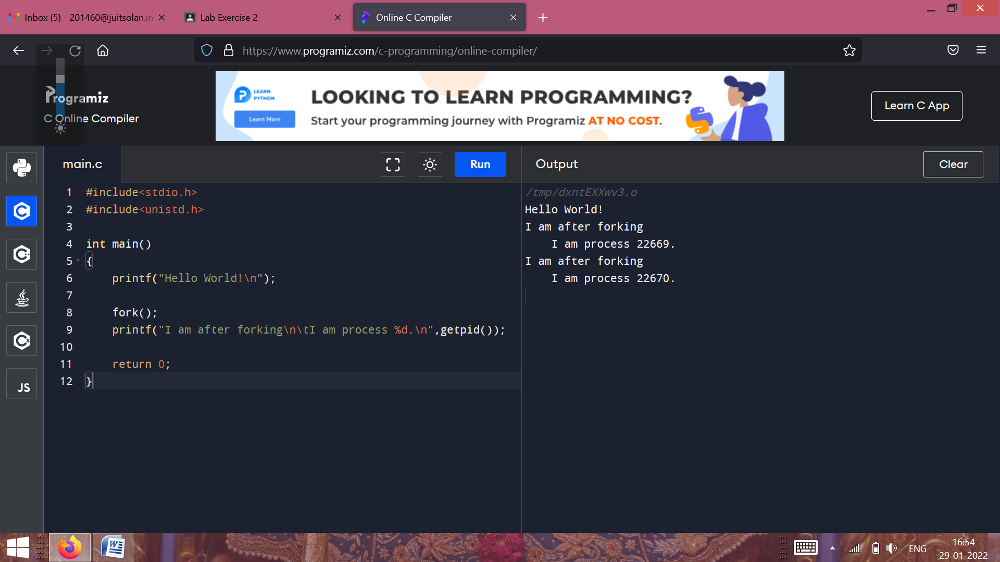 Inbox (5) - 201460@juitsolan.in
Lab Exercise 2
Online C Compiler
https://www.programiz.com/c-programming/online-compiler/
Programiz
C Online Compiler
LEARN
PYTHON
Learn More
LOOKING TO LEARN PROGRAMMING?
Start your programming journey with Programiz AT NO COST.
Learn C App
main.c
Run
Output
Clear
1 #include<stdio.h>
2 #include<unistd.h>
3
4 int main()
5 {
6 printf("Hello World!\n");
7
8 fork();
9 printf("I am after forking\n\tI am process %d.\n",getpid());
10
11 return 0;
12 }
JS
/tmp/dxntEXXwv3.o
Hello World!
I am after forking
    I am process 22669.
I am after forking
    I am process 22670.
ENG
16:54
29-01-2022